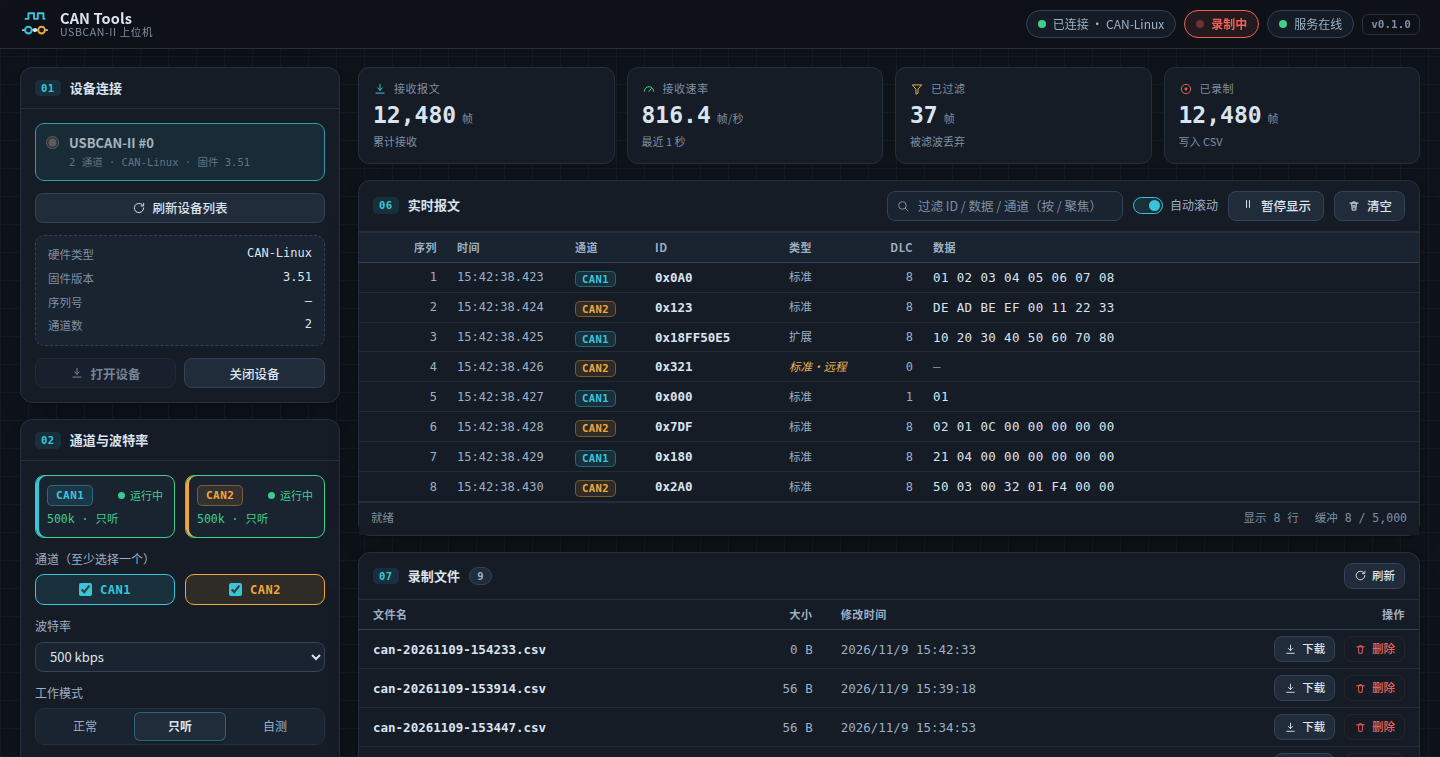 CAN Tools
USBCAN-II 上位机
已连接 · CAN-Linux
录制中
服务在线
v0.1.0
01 设备连接
USBCAN-II #0
2 通道 · CAN-Linux · 固件 3.51
刷新设备列表
硬件类型 CAN-Linux
固件版本 3.51
序列号 —
通道数 2
打开设备 关闭设备
02 通道与波特率
CAN1 运行中
500k · 只听
CAN2 运行中
500k · 只听
通道（至少选择一个）
CAN1 CAN2
波特率
500 kbps
工作模式
正常 只听 自测
接收报文
12,480 帧
累计接收
接收速率
816.4 帧/秒
最近 1 秒
已过滤
37 帧
被滤波丢弃
已录制
12,480 帧
写入 CSV
06 实时报文
过滤 ID / 数据 / 通道（按 / 聚焦）
自动滚动
暂停显示
清空
序列 时间 通道 ID 类型 DLC 数据
1 15:42:38.423 CAN1 0x0A0 标准 8 01 02 03 04 05 06 07 08
2 15:42:38.424 CAN2 0x123 标准 8 DE AD BE EF 00 11 22 33
3 15:42:38.425 CAN1 0x18FF50E5 扩展 8 10 20 30 40 50 60 70 80
4 15:42:38.426 CAN2 0x321 标准·远程 0 —
5 15:42:38.427 CAN1 0x000 标准 1 01
6 15:42:38.428 CAN2 0x7DF 标准 8 02 01 0C 00 00 00 00 00
7 15:42:38.429 CAN1 0x180 标准 8 21 04 00 00 00 00 00 00
8 15:42:38.430 CAN2 0x2A0 标准 8 50 03 00 32 01 F4 00 00
就绪 显示 8 行 缓冲 8 / 5,000
07 录制文件 9
刷新
文件名 大小 修改时间 操作
can-20261109-154233.csv 0 B 2026/11/9 15:42:33 下载 删除
can-20261109-153914.csv 56 B 2026/11/9 15:39:18 下载 删除
can-20261109-153447.csv 56 B 2026/11/9 15:34:53 下载 删除